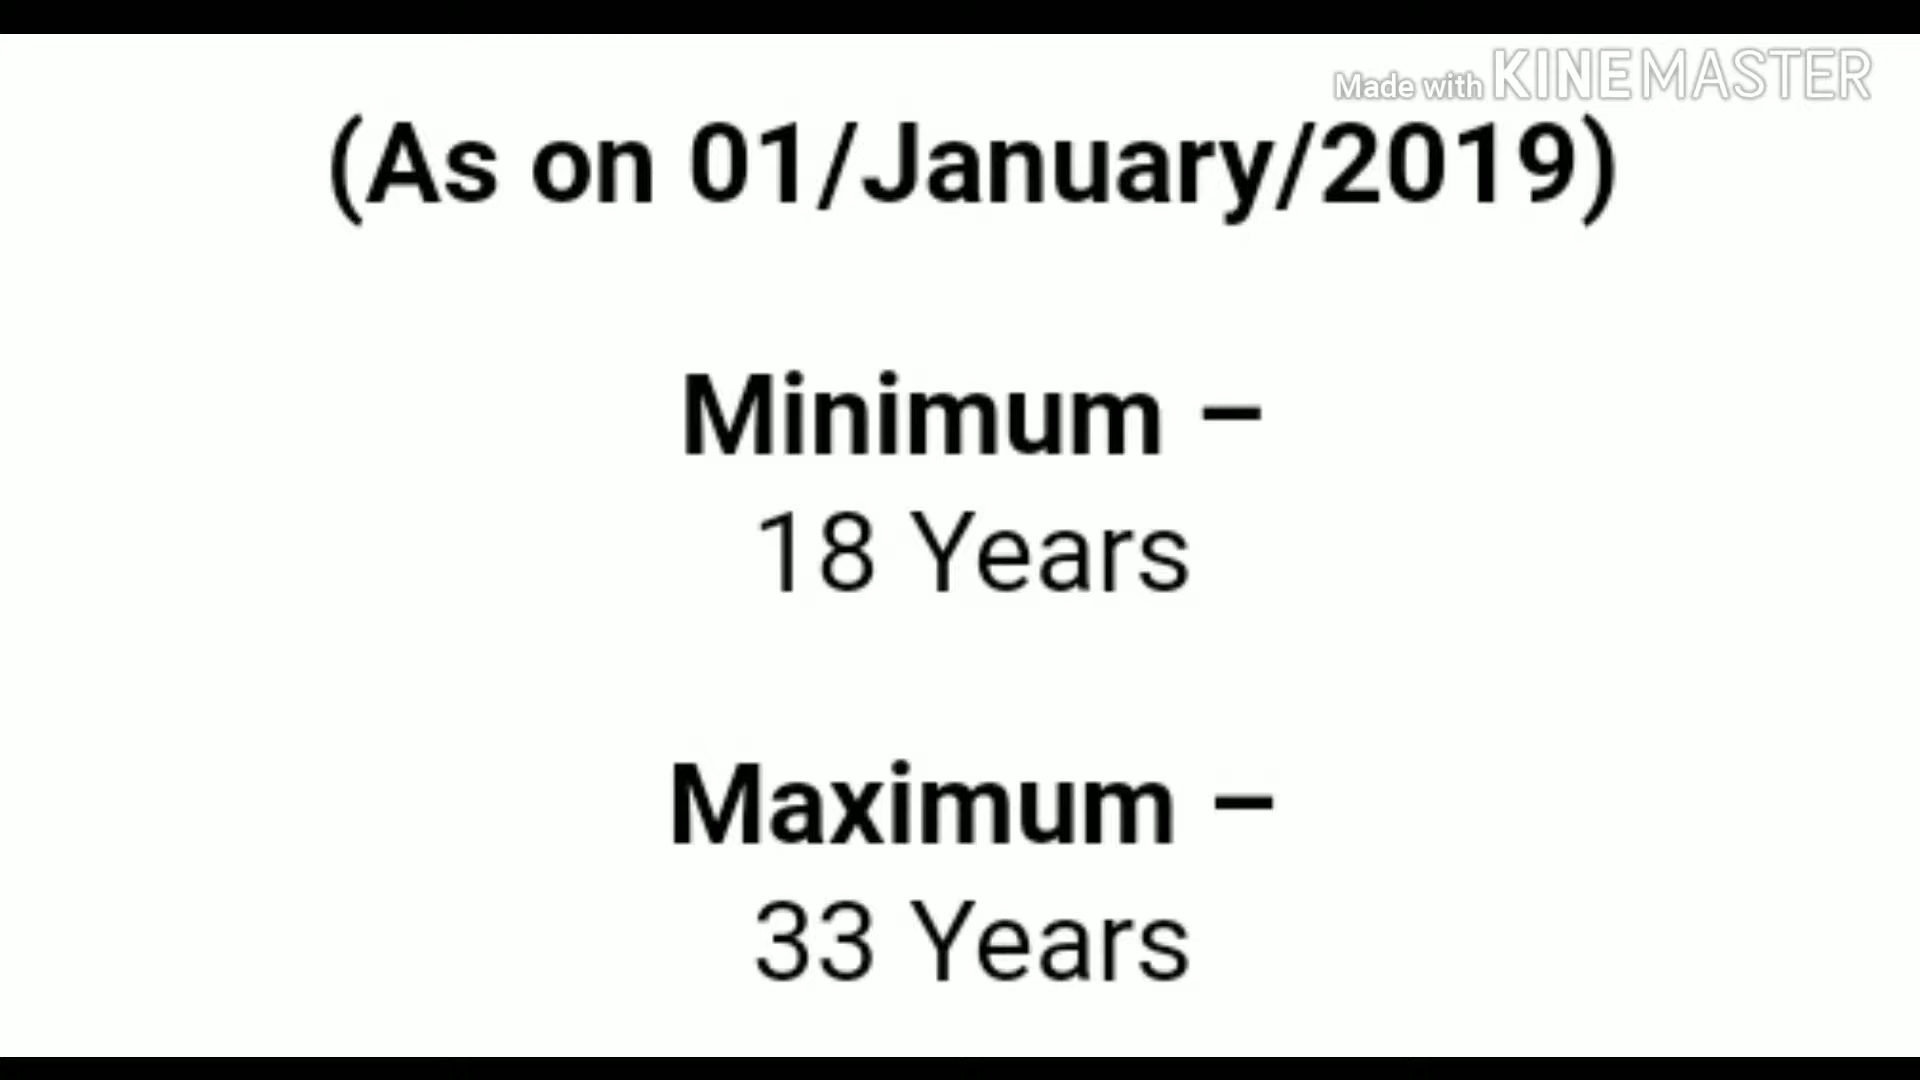 Made with KINEMASTER
(As on 01/January/2019)
Minimum –
18 Years
Maximum –
33 Years